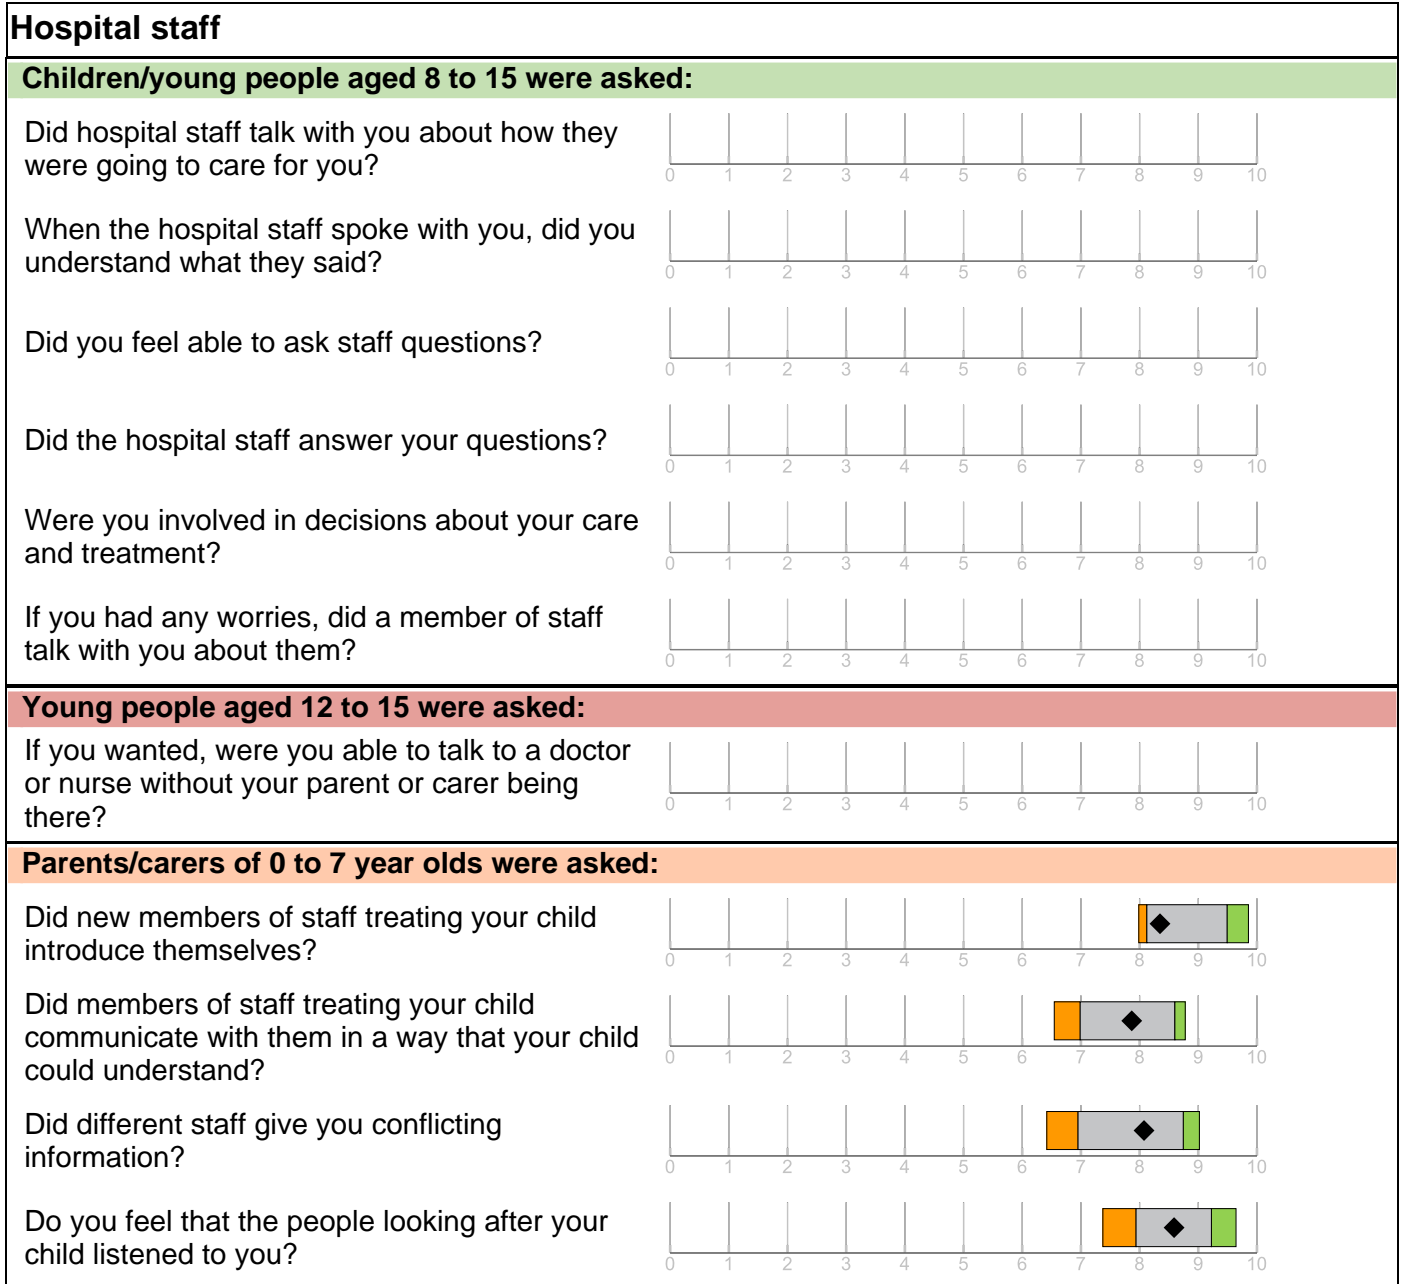 Hospital staff
Children/young people aged 8 to 15 were asked:
Did hospital staff talk with you about how they
were going to care for you?
0 1 2 3 4 5 6 7 8 9 10
When the hospital staff spoke with you, did you
understand what they said?
0 1 2 3 4 5 6 7 8 9 10
Did you feel able to ask staff questions?
0 1 2 3 4 5 6 7 8 9 10
Did the hospital staff answer your questions?
0 1 2 3 4 5 6 7 8 9 10
Were you involved in decisions about your care
and treatment?
0 1 2 3 4 5 6 7 8 9 10
If you had any worries, did a member of staff
talk with you about them?
0 1 2 3 4 5 6 7 8 9 10
Young people aged 12 to 15 were asked:
If you wanted, were you able to talk to a doctor
or nurse without your parent or carer being
there?
0 1 2 3 4 5 6 7 8 9 10
Parents/carers of 0 to 7 year olds were asked:
Did new members of staff treating your child
introduce themselves?
0 1 2 3 4 5 6 7 8 9 10
Did members of staff treating your child
communicate with them in a way that your child
could understand?
0 1 2 3 4 5 6 7 8 9 10
Did different staff give you conflicting
information?
0 1 2 3 4 5 6 7 8 9 10
Do you feel that the people looking after your
child listened to you?
0 1 2 3 4 5 6 7 8 9 10